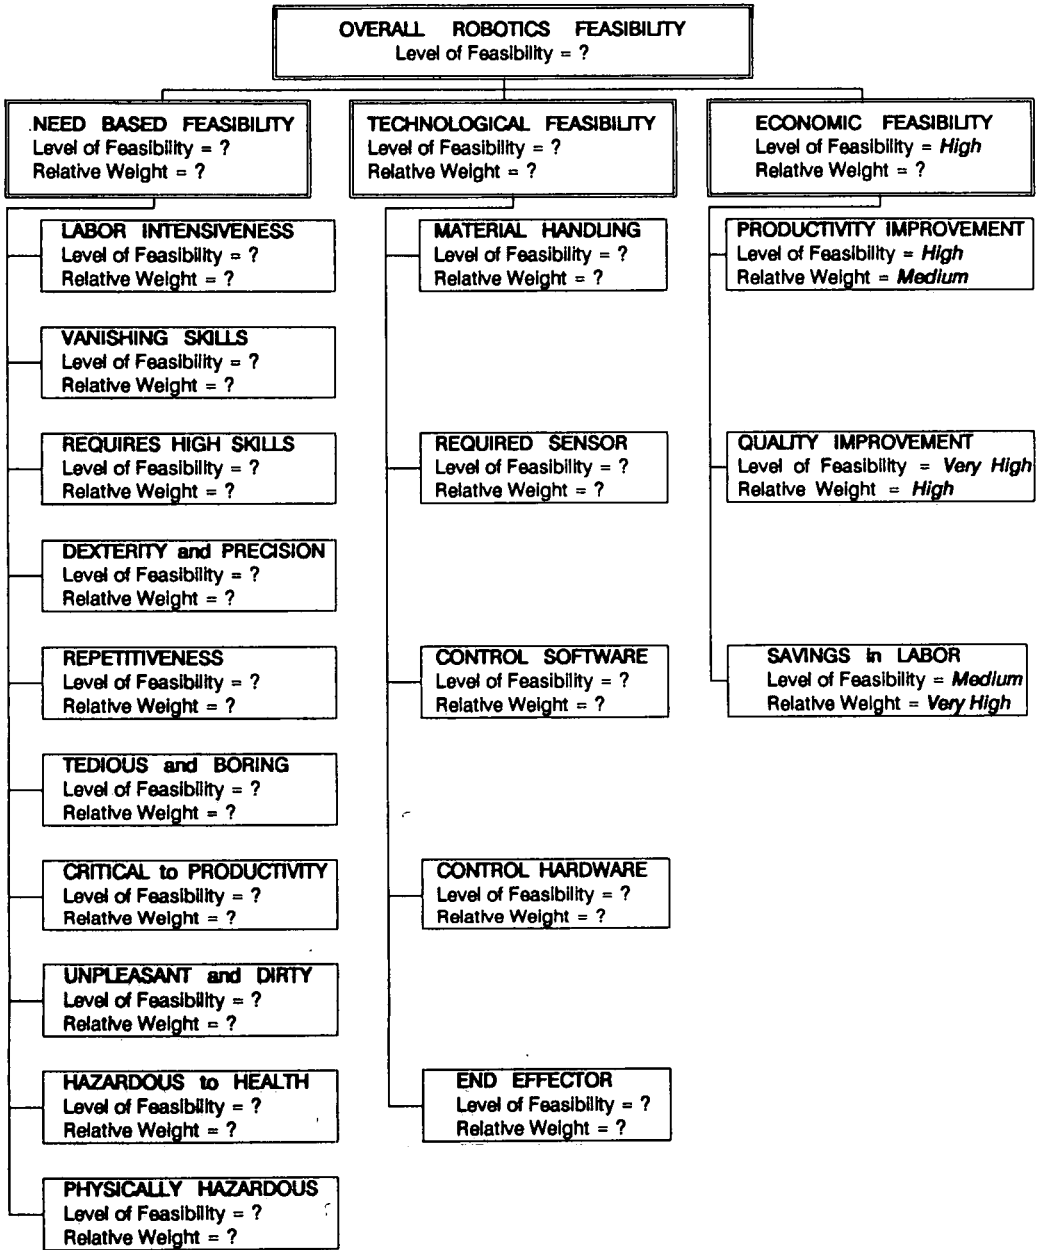 OVERALL ROBOTICS FEASIBILITY
Level of Feasibility = ?
NEED BASED FEASIBILITY
Level of Feasibility = ?
Relative Weight = ?
LABOR INTENSIVENESS
Level of Feasibility = ?
Relative Weight = ?
VANISHING SKILLS
Level of Feasibility = ?
Relative Weight = ?
REQUIRES HIGH SKILLS
Level of Feasibility = ?
Relative Weight = ?
DEXTERITY and PRECISION
Level of Feasibility = ?
Relative Weight = ?
REPETITIVENESS
Level of Feasibility = ?
Relative Weight = ?
TEDIOUS and BORING
Level of Feasibility = ?
Relative Weight = ?
CRITICAL to PRODUCTIVITY
Level of Feasibility = ?
Relative Weight = ?
UNPLEASANT and DIRTY
Level of Feasibility = ?
Relative Weight = ?
HAZARDOUS to HEALTH
Level of Feasibility = ?
Relative Weight = ?
PHYSICALLY HAZARDOUS
Level of Feasibility = ?
Relative Weight = ?
TECHNOLOGICAL FEASIBILITY
Level of Feasibility = ?
Relative Weight = ?
MATERIAL HANDLING
Level of Feasibility = ?
Relative Weight = ?
REQUIRED SENSOR
Level of Feasibility = ?
Relative Weight = ?
CONTROL SOFTWARE
Level of Feasibility = ?
Relative Weight = ?
CONTROL HARDWARE
Level of Feasibility = ?
Relative Weight = ?
END EFFECTOR
Level of Feasibility = ?
Relative Weight = ?
ECONOMIC FEASIBILITY
Level of Feasibility = High
Relative Weight = ?
PRODUCTIVITY IMPROVEMENT
Level of Feasibility = High
Relative Weight = Medium
QUALITY IMPROVEMENT
Level of Feasibility = Very High
Relative Weight = High
SAVINGS in LABOR
Level of Feasibility = Medium
Relative Weight = Very High